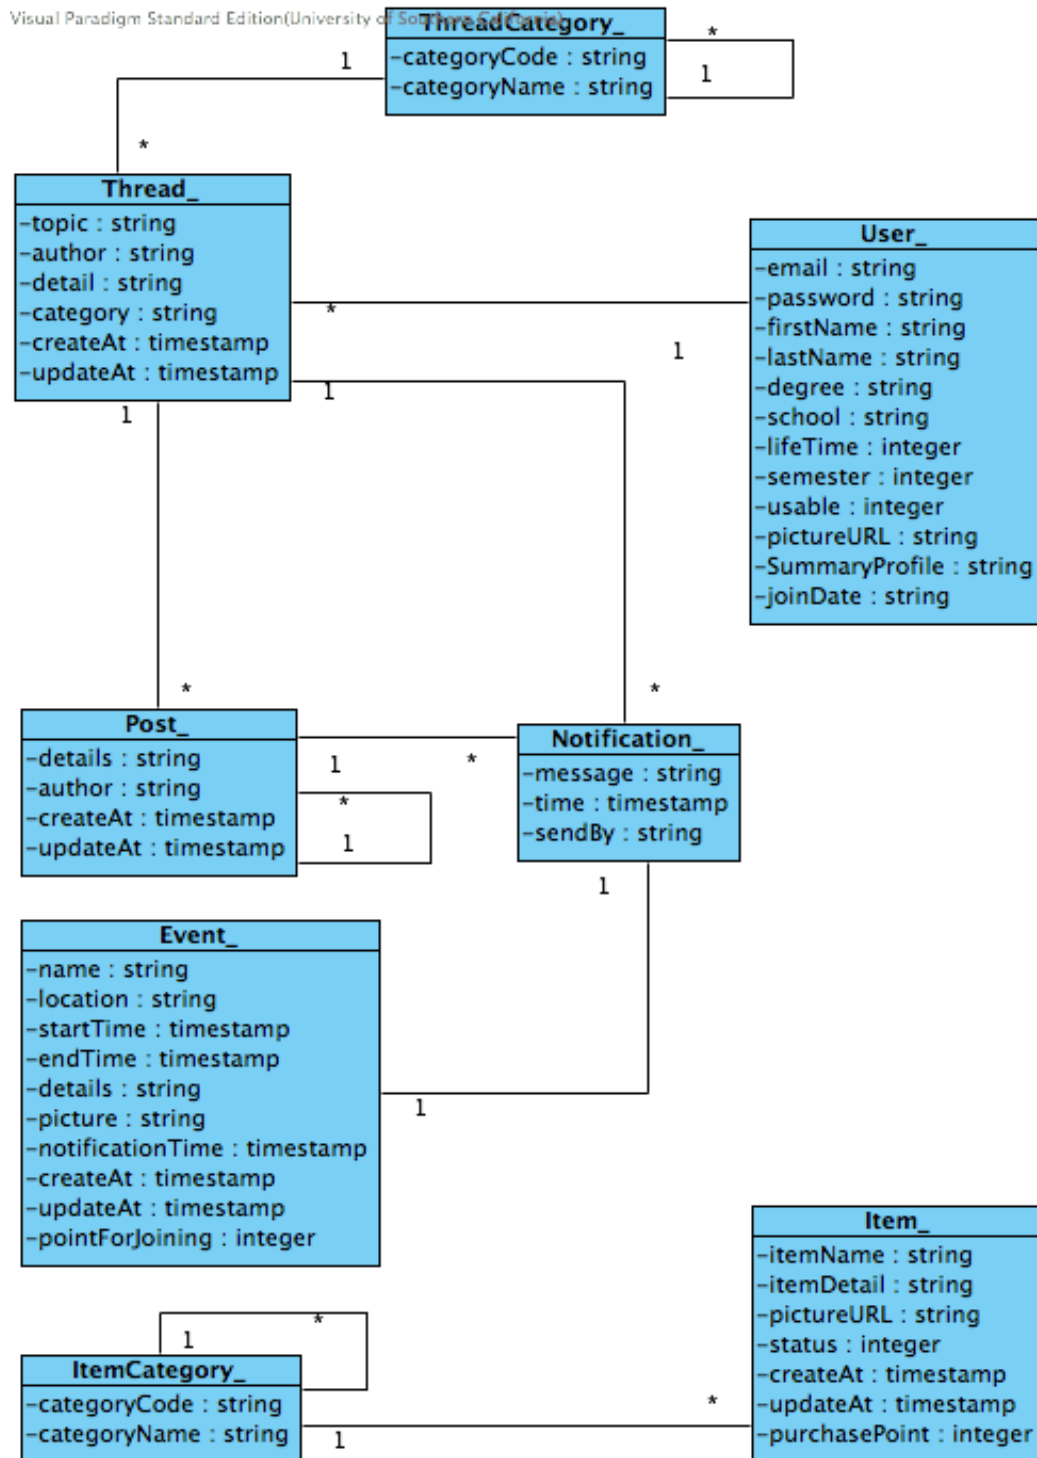 Visual Paradigm Standard Edition(University of Southern California)
ThreadCategory_
-categoryCode : string
-categoryName : string
*
1
1
*
Thread_
-topic : string
-author : string
-detail : string
-category : string
-createAt : timestamp
-updateAt : timestamp
User_
-email : string
-password : string
-firstName : string
-lastName : string
-degree : string
-school : string
-lifeTime : integer
-semester : integer
-usable : integer
-pictureURL : string
-SummaryProfile : string
-joinDate : string
*
1
1
1
*
*
Post_
-details : string
-author : string
-createAt : timestamp
-updateAt : timestamp
1
*
*
1
Notification_
-message : string
-time : timestamp
-sendBy : string
1
Event_
-name : string
-location : string
-startTime : timestamp
-endTime : timestamp
-details : string
-picture : string
-notificationTime : timestamp
-createAt : timestamp
-updateAt : timestamp
-pointForJoining : integer
1
Item_
-itemName : string
-itemDetail : string
-pictureURL : string
-status : integer
-createAt : timestamp
-updateAt : timestamp
-purchasePoint : integer
*
1
ItemCategory_
-categoryCode : string
-categoryName : string
*
1